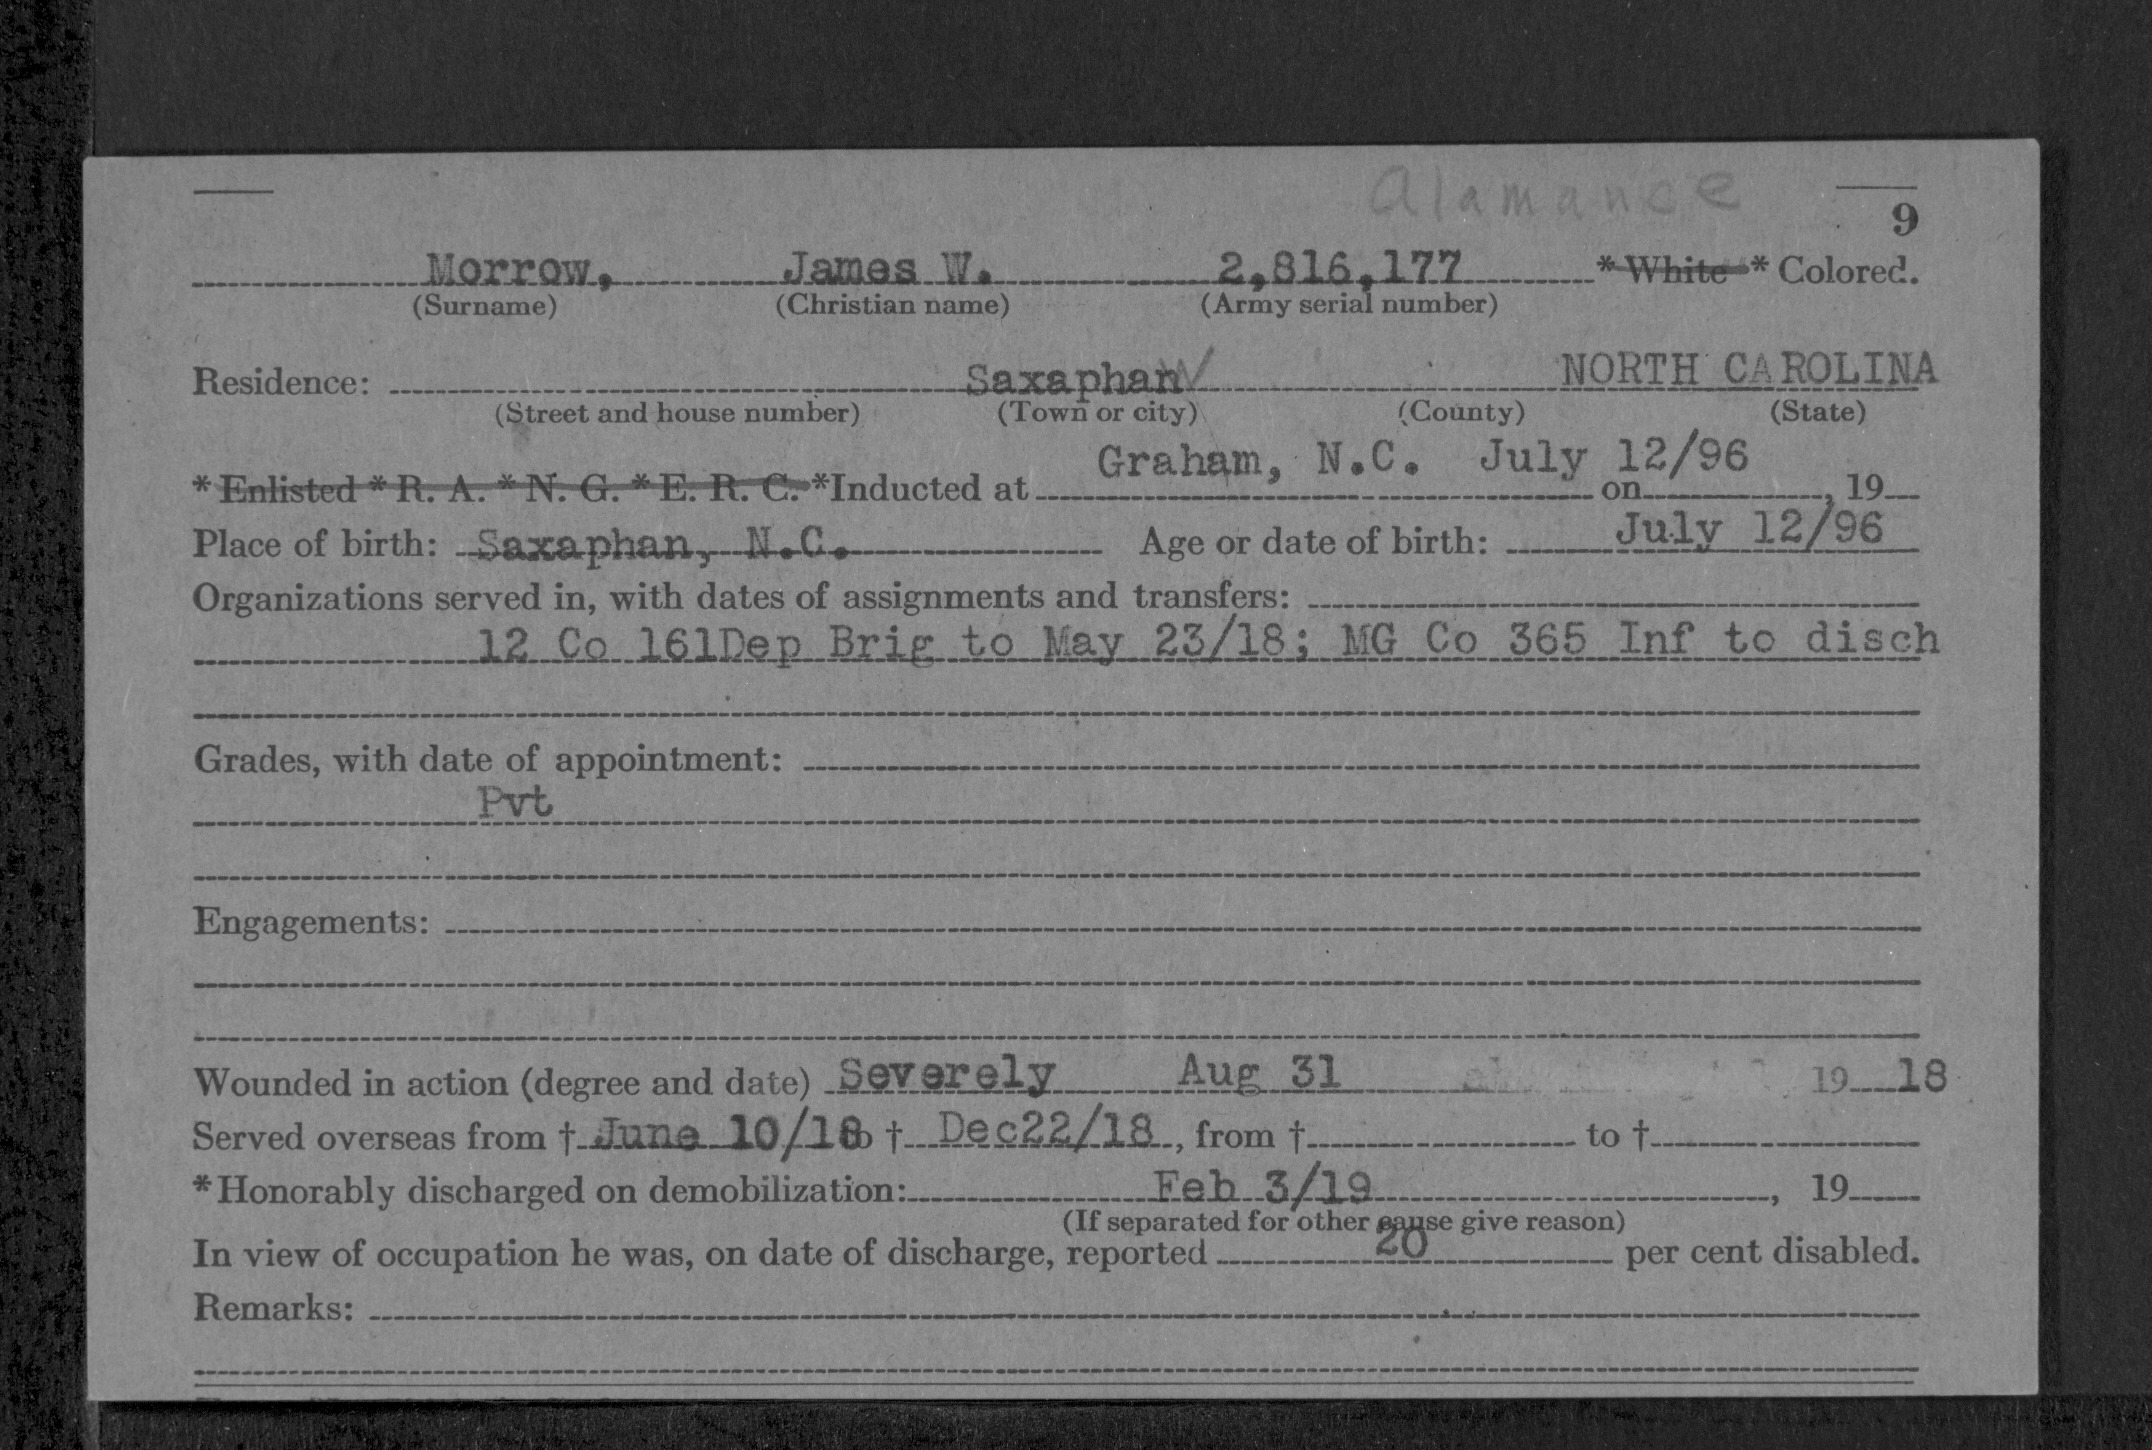 Alamance
9
Morrow, James W. 2,816,177 * White * Colored.
(Surname) (Christian name) (Army serial number)
Residence: Saxaphan NORTH CAROLINA
(Street and house number) (Town or city) (County) (State)
Graham, N.C. July 12/96
* Enlisted * R. A. * N. G. * E. R. C. *Inducted at on , 19
Place of birth: Saxaphan, N.C. Age or date of birth: July 12/96
Organizations served in, with dates of assignments and transfers:
12 Co 161Dep Brig to May 23/18; MG Co 365 Inf to disch
Grades, with date of appointment:
Pvt
Engagements:
Wounded in action (degree and date) Severely Aug 31 19 18
Served overseas from † June 10/18 to † Dec22/18, from † to †
*Honorably discharged on demobilization: Feb 3/19, 19
(If separated for other cause give reason)
In view of occupation he was, on date of discharge, reported 20 per cent disabled.
Remarks: